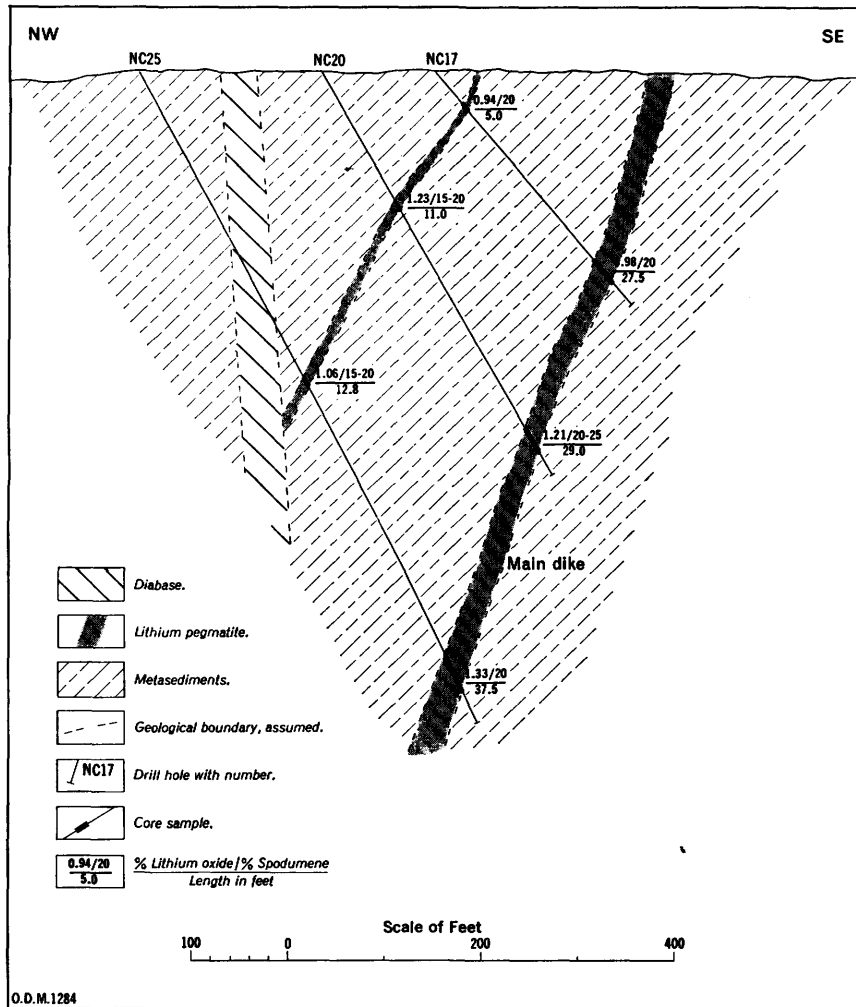 NW
SE
NC25
NC20
NC17
0.94/20
5.0
1.23/15-20
11.0
.98/20
27.5
1.06/15-20
12.8
1.21/20-25
29.0
Main dike
1.33/20
37.5
Diabase.
Lithium pegmatite.
Metasediments.
Geological boundary, assumed.
NC17 Drill hole with number.
Core sample.
0.94/20 % Lithium oxide/% Spodumene
5.0 Length in feet
Scale of Feet
100 0 200 400
O.D.M.1284